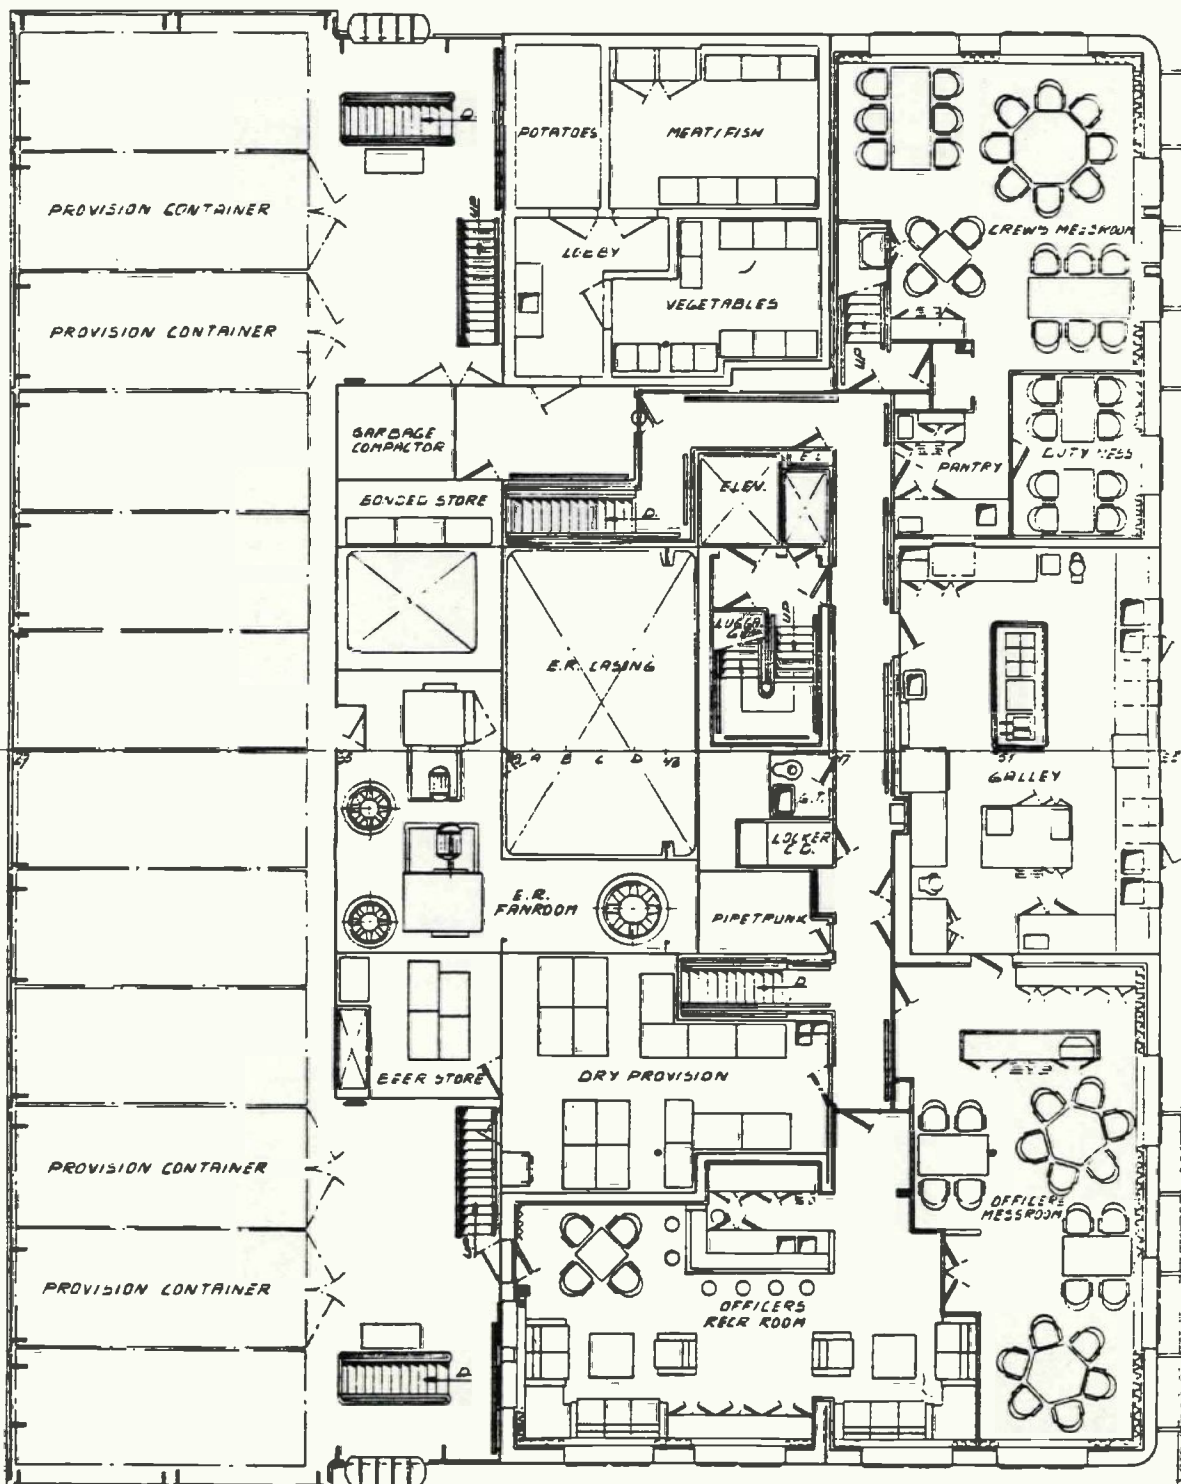 D
POTATOES
MEAT/FISH
PROVISION CONTAINER
UP
CREWS MESSROOM
LOBBY
VEGETABLES
PROVISION CONTAINER
UP
GARBAGE
COMPACTOR
PANTRY
DUTY MESS
BONDED STORE
ELEV.
D
UP
E.R. CASING
A
B
C
D
GALLEY
LOCKER
E.R.
FANROOM
PIPETRUNK
D
BEER STORE
DRY PROVISION
PROVISION CONTAINER
OFFICERS
MESSROOM
PROVISION CONTAINER
OFFICERS
RECR ROOM
D